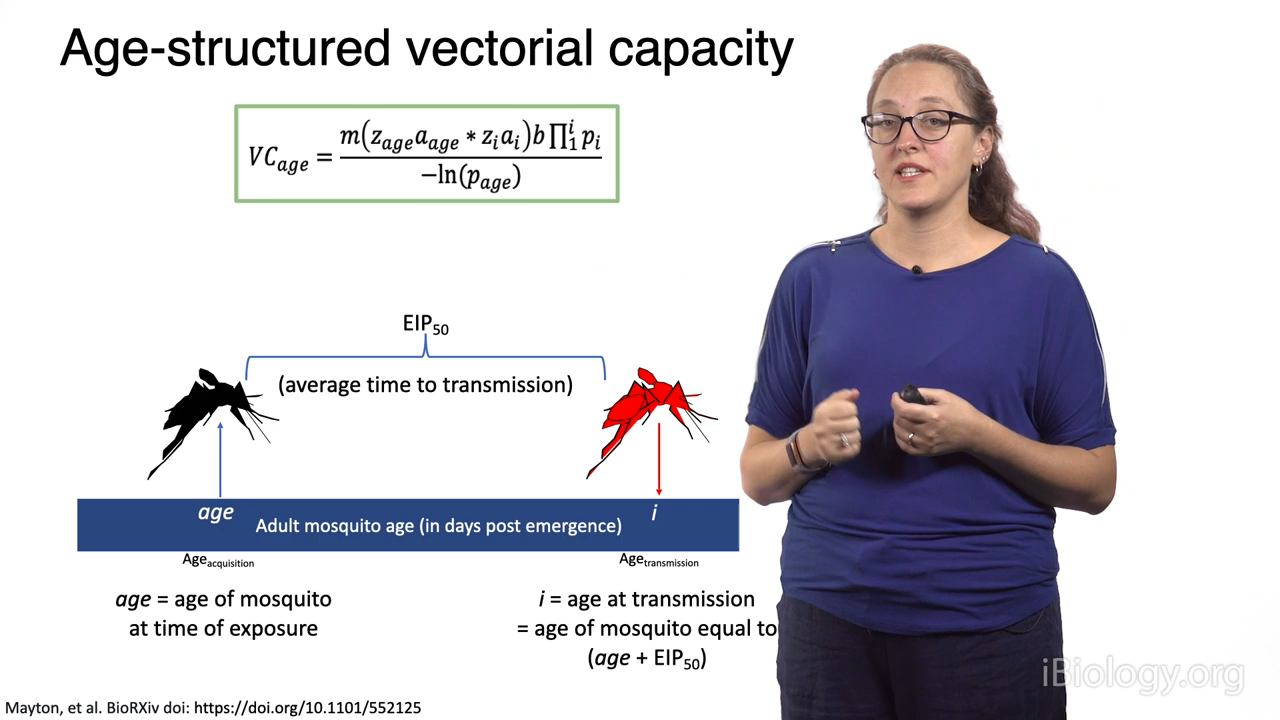 Age-structured vectorial capacity
VC_age = m(z_age a_age * z_i a_i) b ∏₁ⁱ p_i / −ln(p_age)
EIP₅₀
(average time to transmission)
age
Adult mosquito age (in days post emergence)
i
Age_acquisition
Age_transmission
age = age of mosquito
at time of exposure
i = age at transmission
= age of mosquito equal to
(age + EIP₅₀)
iBiology.org
Mayton, et al. BioRXiv doi: https://doi.org/10.1101/552125